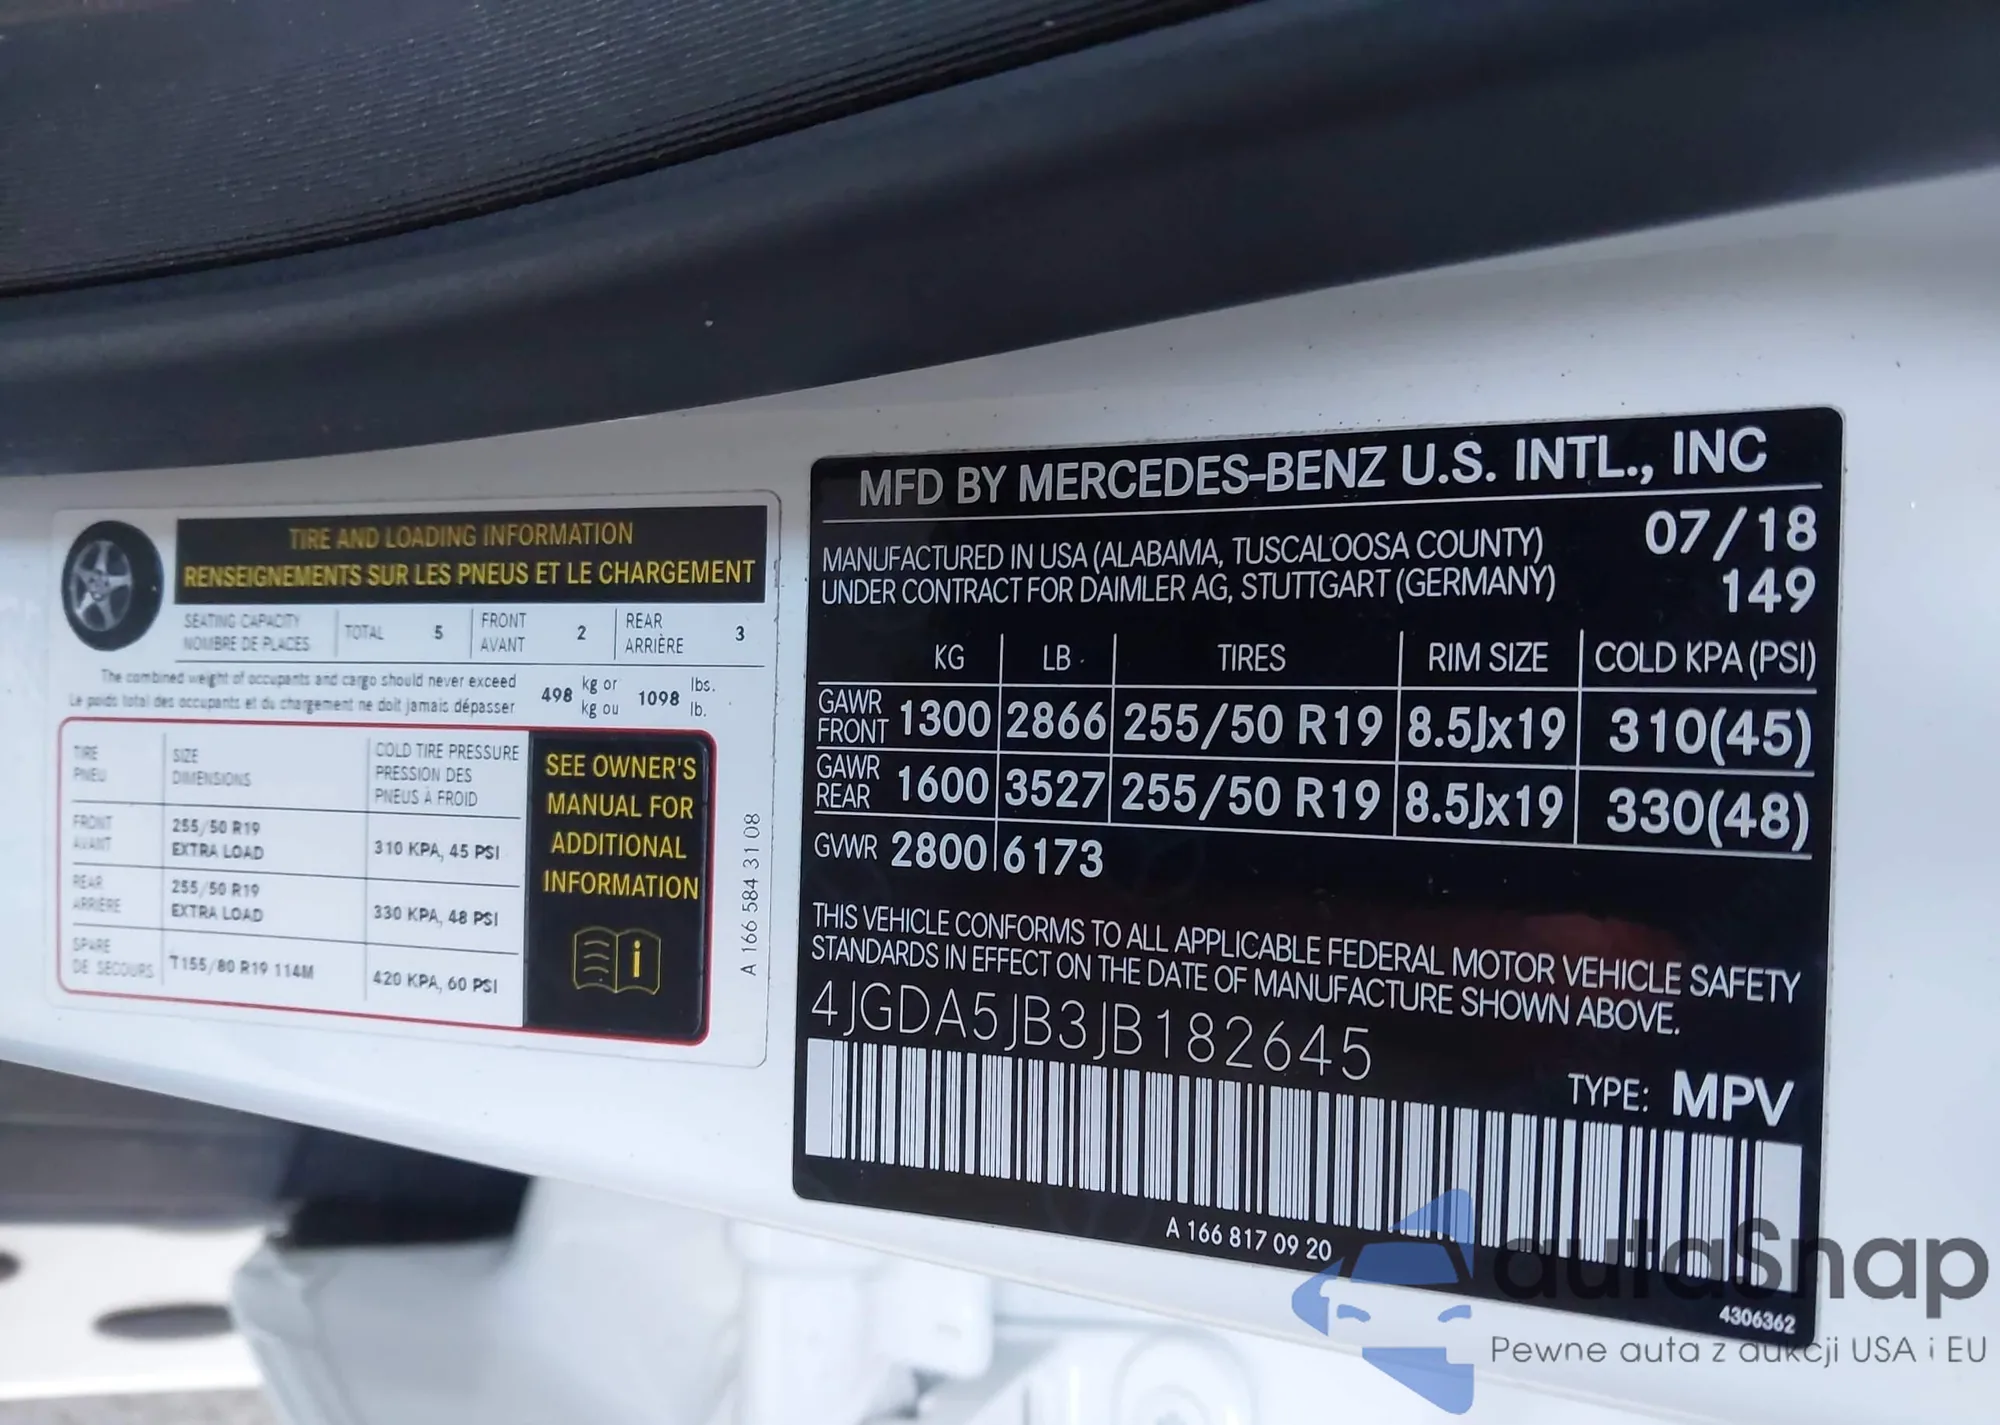 TIRE AND LOADING INFORMATION
RENSEIGNEMENTS SUR LES PNEUS ET LE CHARGEMENT
SEATING CAPACITY TOTAL 5 FRONT 2 REAR 3
NOMBRE DE PLACES AVANT ARRIÈRE
The combined weight of occupants and cargo should never exceed 498 kg or 1098 lbs.
Le poids total des occupants et du chargement ne doit jamais dépasser kg ou lb.
TIRE SIZE COLD TIRE PRESSURE
PNEU DIMENSIONS PRESSION DES
PNEUS À FROID
FRONT 255/50 R19
AVANT EXTRA LOAD 310 KPA, 45 PSI
REAR 255/50 R19
ARRIÈRE EXTRA LOAD 330 KPA, 48 PSI
SPARE
DE SECOURS T155/80 R19 114M 420 KPA, 60 PSI
SEE OWNER'S
MANUAL FOR
ADDITIONAL
INFORMATION
i
A 166 584 31 08
MFD BY MERCEDES-BENZ U.S. INTL., INC
07/18
MANUFACTURED IN USA (ALABAMA, TUSCALOOSA COUNTY)
UNDER CONTRACT FOR DAIMLER AG, STUTTGART (GERMANY)
149
KG LB TIRES RIM SIZE COLD KPA (PSI)
GAWR FRONT 1300 2866 255/50 R19 8.5Jx19 310(45)
GAWR REAR 1600 3527 255/50 R19 8.5Jx19 330(48)
GVWR 2800 6173
THIS VEHICLE CONFORMS TO ALL APPLICABLE FEDERAL MOTOR VEHICLE SAFETY
STANDARDS IN EFFECT ON THE DATE OF MANUFACTURE SHOWN ABOVE.
4JGDA5JB3JB182645
TYPE: MPV
A 166 817 09 20
4306362
autaSnap
Pewne auta z aukcji USA i EU